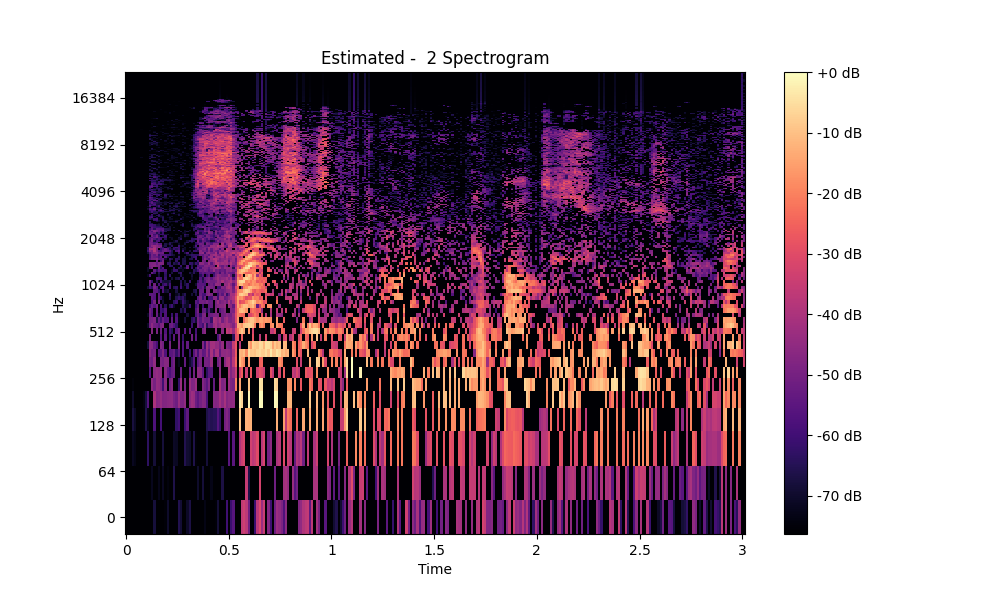 Estimated -  2 Spectrogram
Hz
16384
8192
4096
2048
1024
512
256
128
64
0
0
0.5
1
1.5
2
2.5
3
Time
+0 dB
-10 dB
-20 dB
-30 dB
-40 dB
-50 dB
-60 dB
-70 dB